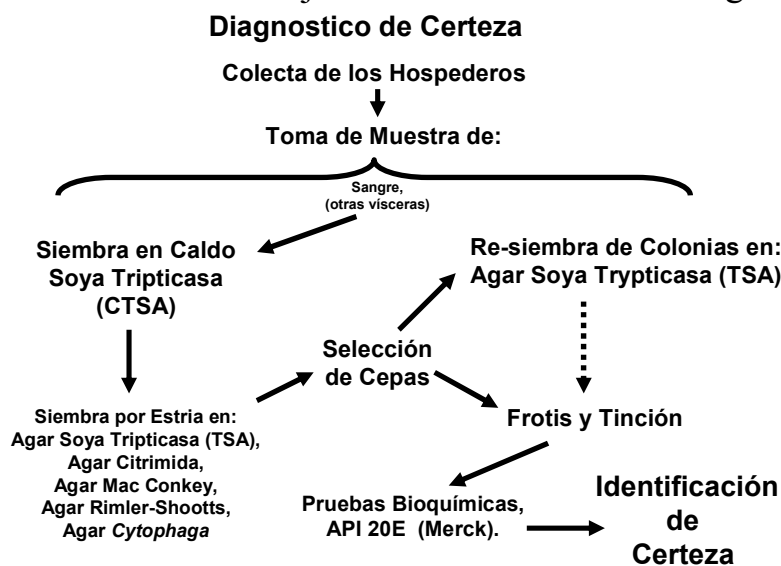 Diagnostico de Certeza
Colecta de los Hospederos
Toma de Muestra de:
Sangre,
(otras vísceras)
Siembra en Caldo
Soya Tripticasa
(CTSA)
Re-siembra de Colonias en:
Agar Soya Trypticasa (TSA)
Selección
de Cepas
Siembra por Estria en:
Agar Soya Tripticasa (TSA),
Agar Citrimida,
Agar Mac Conkey,
Agar Rimler-Shootts,
Agar Cytophaga
Frotis y Tinción
Pruebas Bioquímicas,
API 20E (Merck).
Identificación
de
Certeza